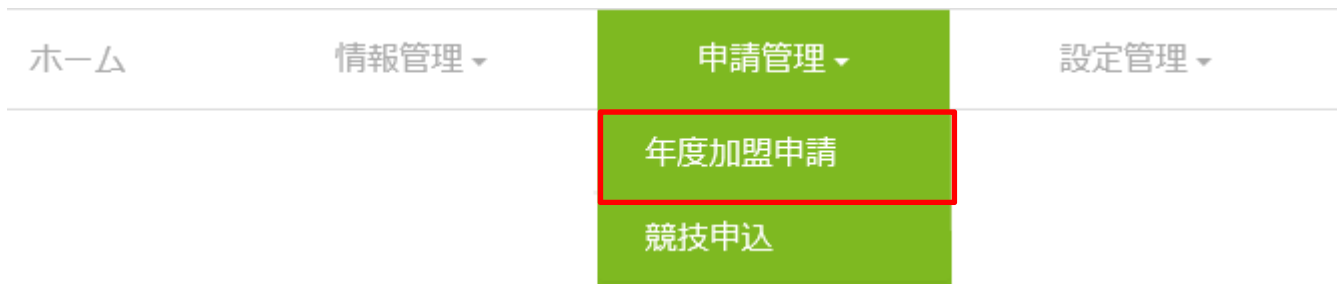 ホーム 情報管理 申請管理 設定管理
年度加盟申請
競技申込